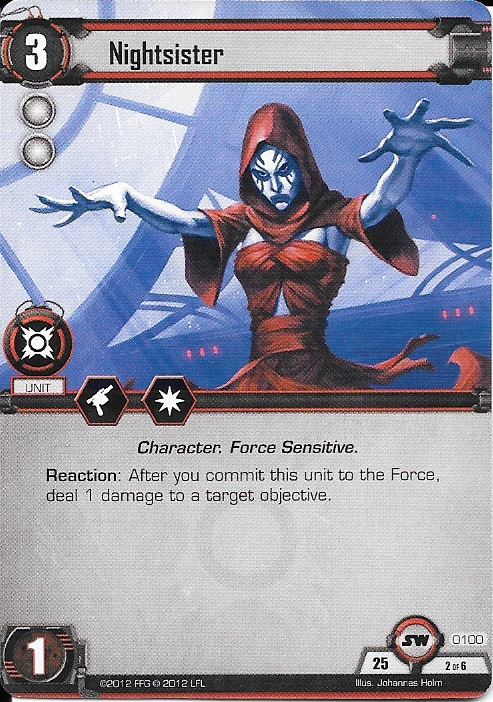 3
Nightsister
UNIT
Character. Force Sensitive.
Reaction: After you commit this unit to the Force,
deal 1 damage to a target objective.
1
SW
0100
25
2 OF 6
©2012 FFG © 2012 LFL
Illus. Johannes Holm